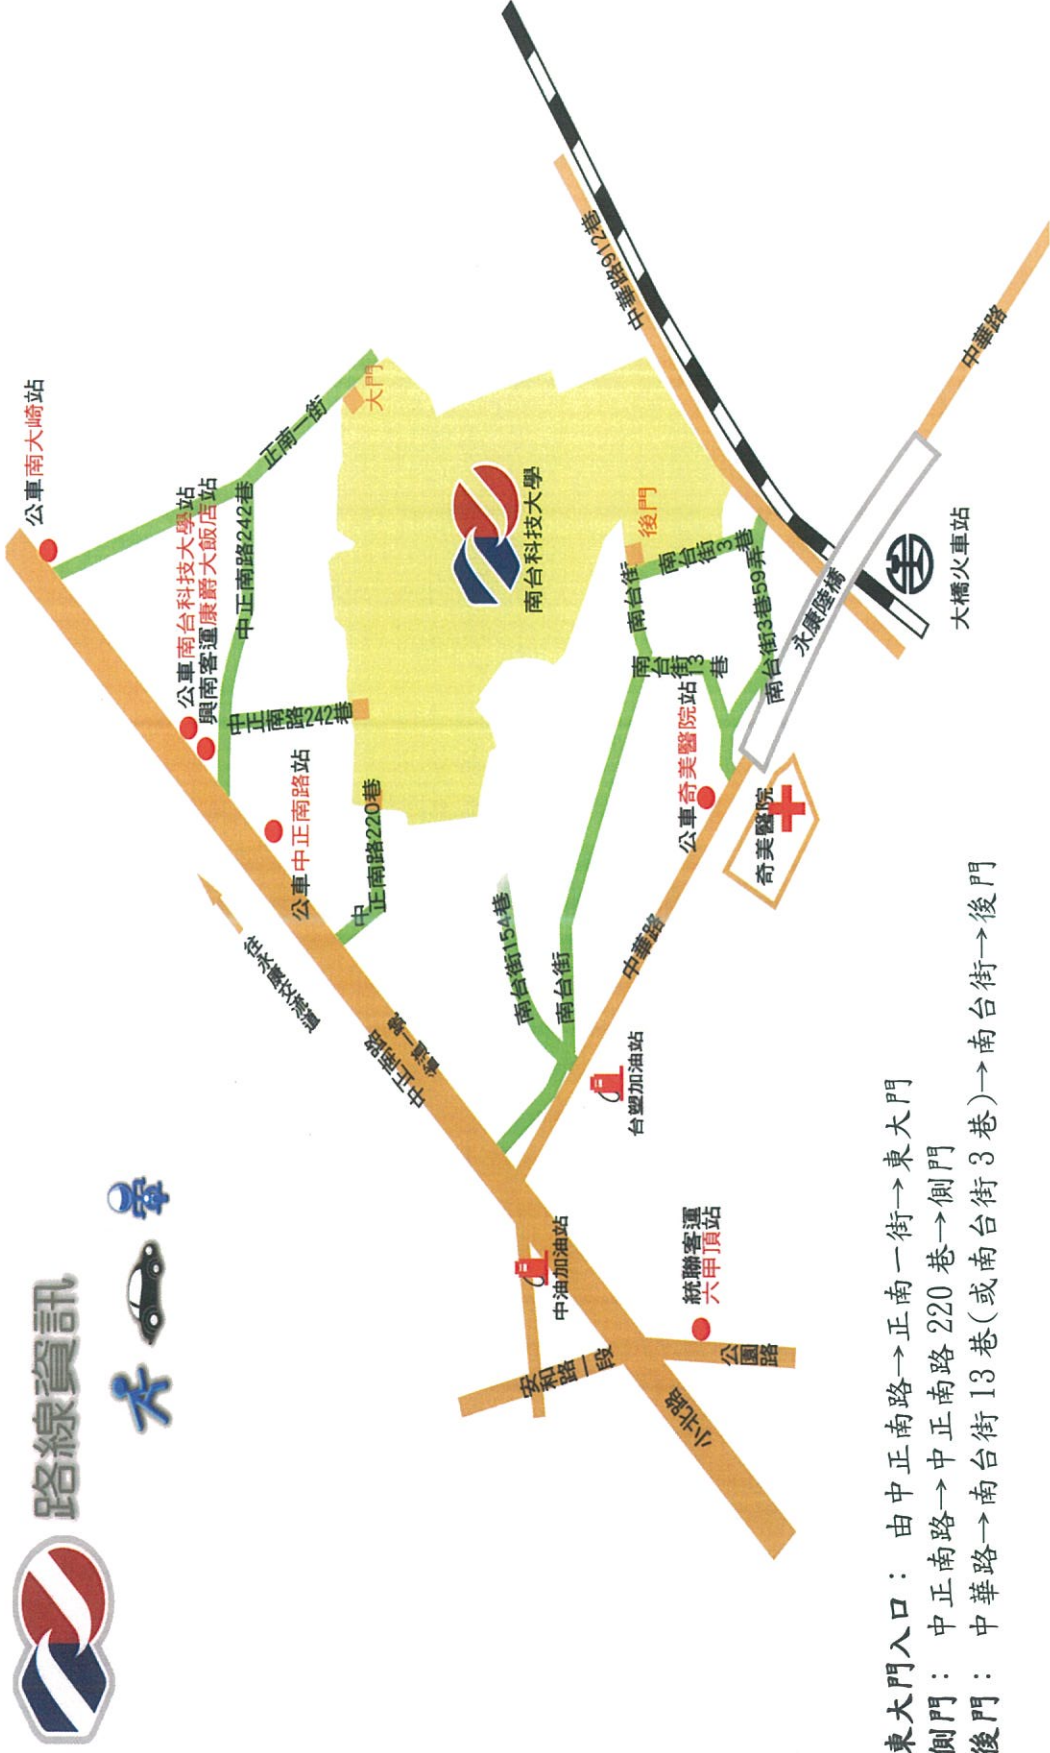 路線資訊
公車南大崎站
公車南台科技大學站
興南客運康爵大飯店站
中正南路242巷
正南一街
大門
中正南路242巷
公車中正南路站
中正南路220巷
往永康交流道
中正南路
南台科技大學
後門
南台街
南台街3巷
中華路912巷
南台街13巷
南台街3巷59弄
永康陸橋
中華路
大橋火車站
公車奇美醫院站
奇美醫院
中華路
南台街154巷
南台街
台塑加油站
中油加油站
統聯客運
六甲頂站
安和路一段
公園路
小北路
東大門入口：由中正南路→正南一街→東大門
側門：中正南路→中正南路 220 巷→側門
後門：中華路→南台街 13 巷(或南台街 3 巷)→南台街→後門